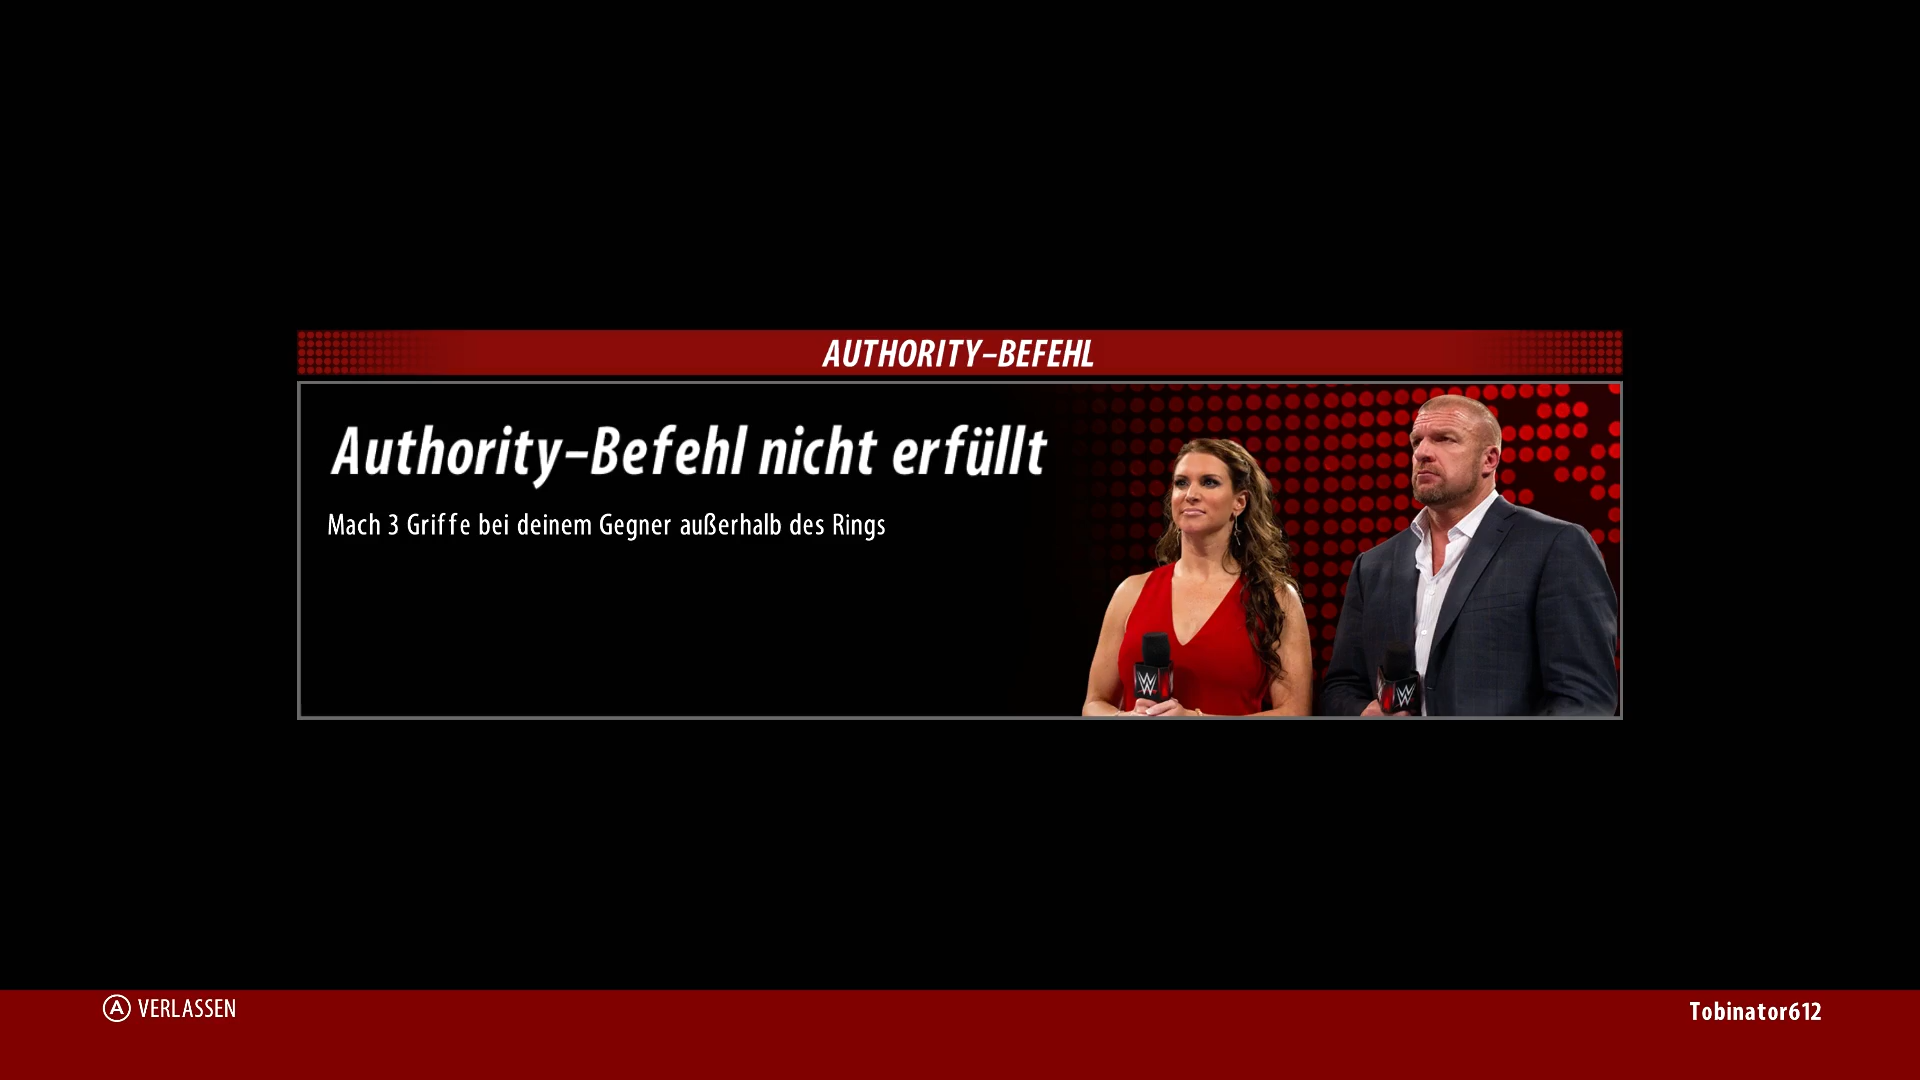 AUTHORITY-BEFEHL
Authority-Befehl nicht erfüllt
Mach 3 Griffe bei deinem Gegner außerhalb des Rings
W
W
Ⓐ VERLASSEN
Tobinator612